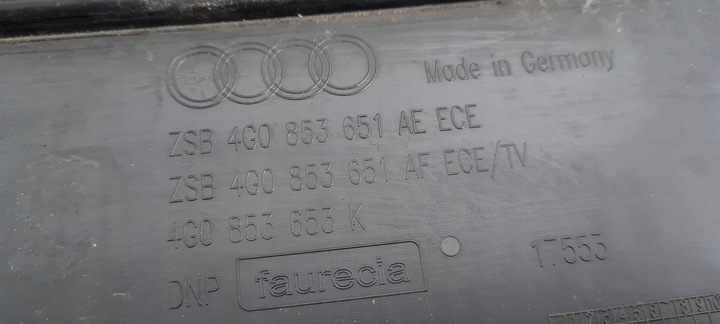 Made in Germany
ZSB 4G0 853 651 AE ECE
ZSB 4G0 853 651 AF ECE/TV
4G0 853 653 K
DNP faurecia
17553